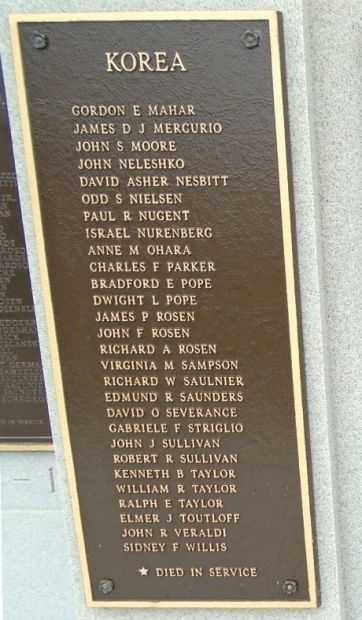 KOREA
GORDON E MAHAR
JAMES D J MERCURIO
JOHN S MOORE
JOHN NELESHKO
DAVID ASHER NESBITT
ODD S NIELSEN
PAUL R NUGENT
ISRAEL NURENBERG
ANNE M OHARA
CHARLES F PARKER
BRADFORD E POPE
DWIGHT L POPE
JAMES P ROSEN
JOHN F ROSEN
RICHARD A ROSEN
VIRGINIA M SAMPSON
RICHARD W SAULNIER
EDMUND R SAUNDERS
DAVID O SEVERANCE
GABRIELE F STRIGLIO
JOHN J SULLIVAN
ROBERT R SULLIVAN
KENNETH B TAYLOR
WILLIAM R TAYLOR
RALPH E TAYLOR
ELMER J TOUTLOFF
JOHN R VERALDI
SIDNEY F WILLIS
★ DIED IN SERVICE